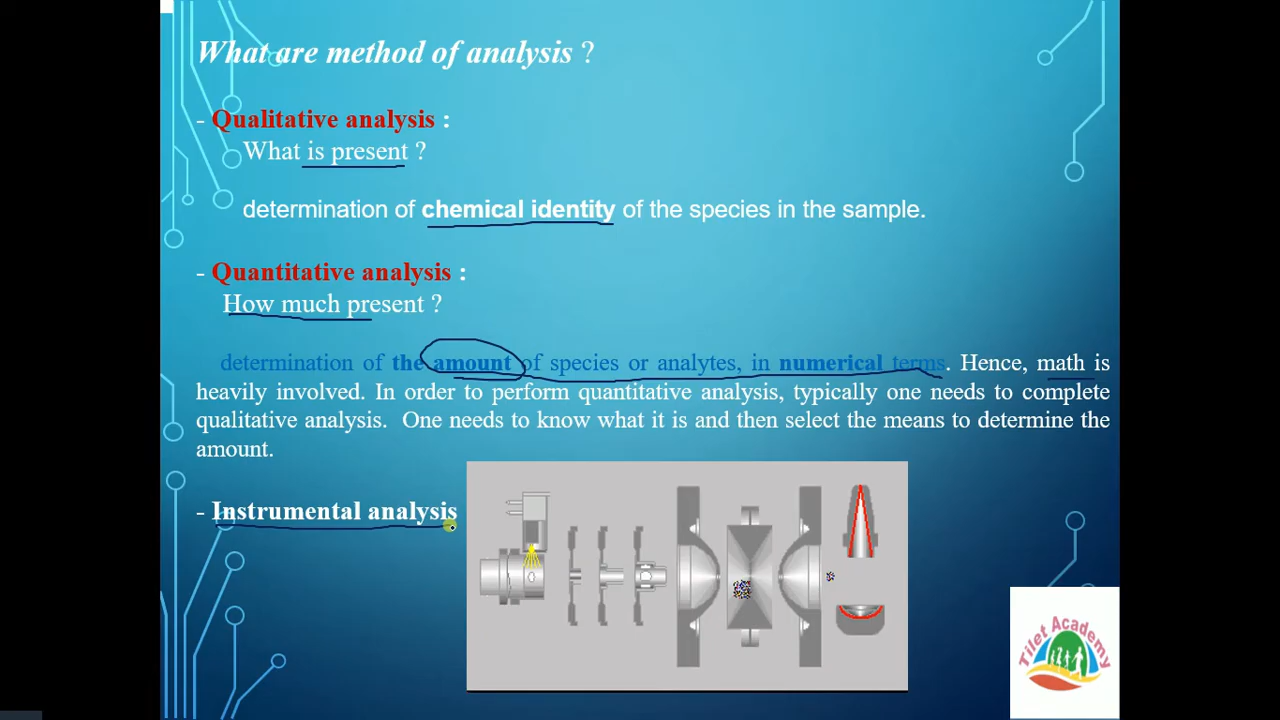 What are method of analysis ?
- Qualitative analysis :
What is present ?
determination of chemical identity of the species in the sample.
- Quantitative analysis :
How much present ?
determination of the amount of species or analytes, in numerical terms. Hence, math is
heavily involved. In order to perform quantitative analysis, typically one needs to complete
qualitative analysis. One needs to know what it is and then select the means to determine the
amount.
- Instrumental analysis
Tilet Academy